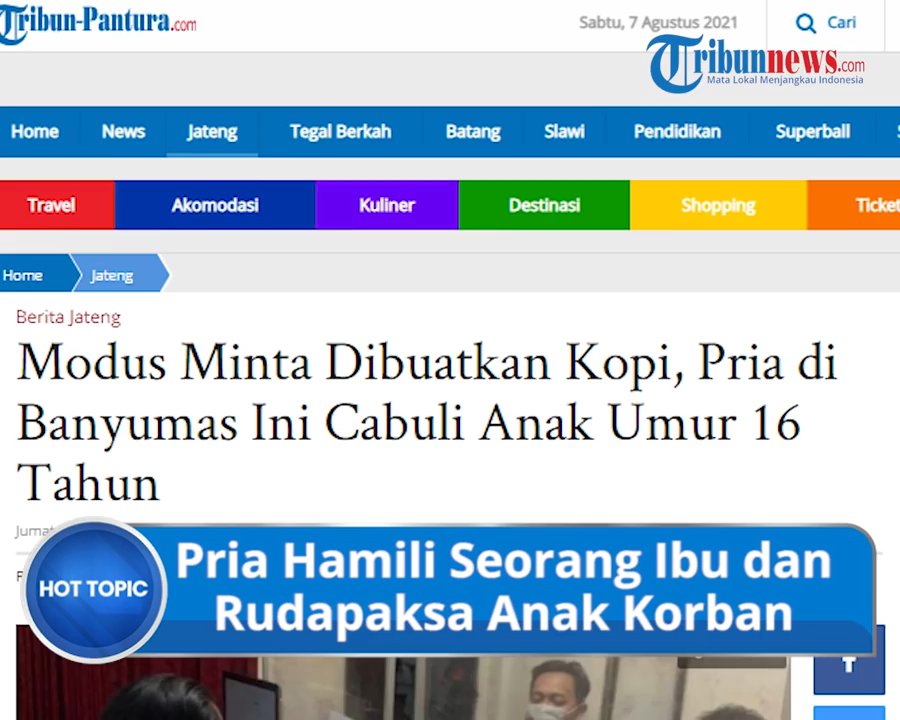 Tribun-Pantura.com
Sabtu, 7 Agustus 2021
Cari
Tribunnews.com
Mata Lokal Menjangkau Indonesia
Home News Jateng Tegal Berkah Batang Slawi Pendidikan Superball
Travel Akomodasi Kuliner Destinasi Shopping Ticket
Home Jateng
Berita Jateng
Modus Minta Dibuatkan Kopi, Pria di
Banyumas Ini Cabuli Anak Umur 16
Tahun
HOT TOPIC
Pria Hamili Seorang Ibu dan
Rudapaksa Anak Korban